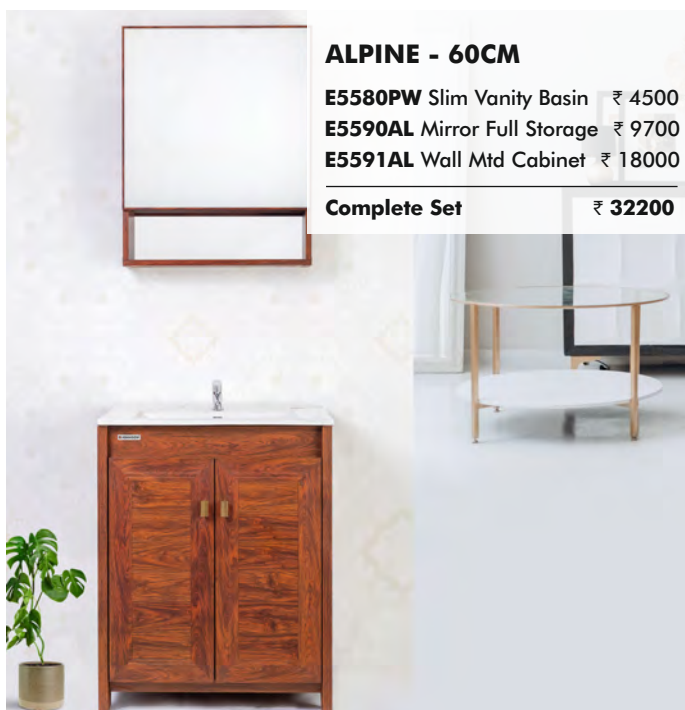 ALPINE - 60CM
E5580PW Slim Vanity Basin ₹ 4500
E5590AL Mirror Full Storage ₹ 9700
E5591AL Wall Mtd Cabinet ₹ 18000
Complete Set ₹ 32200